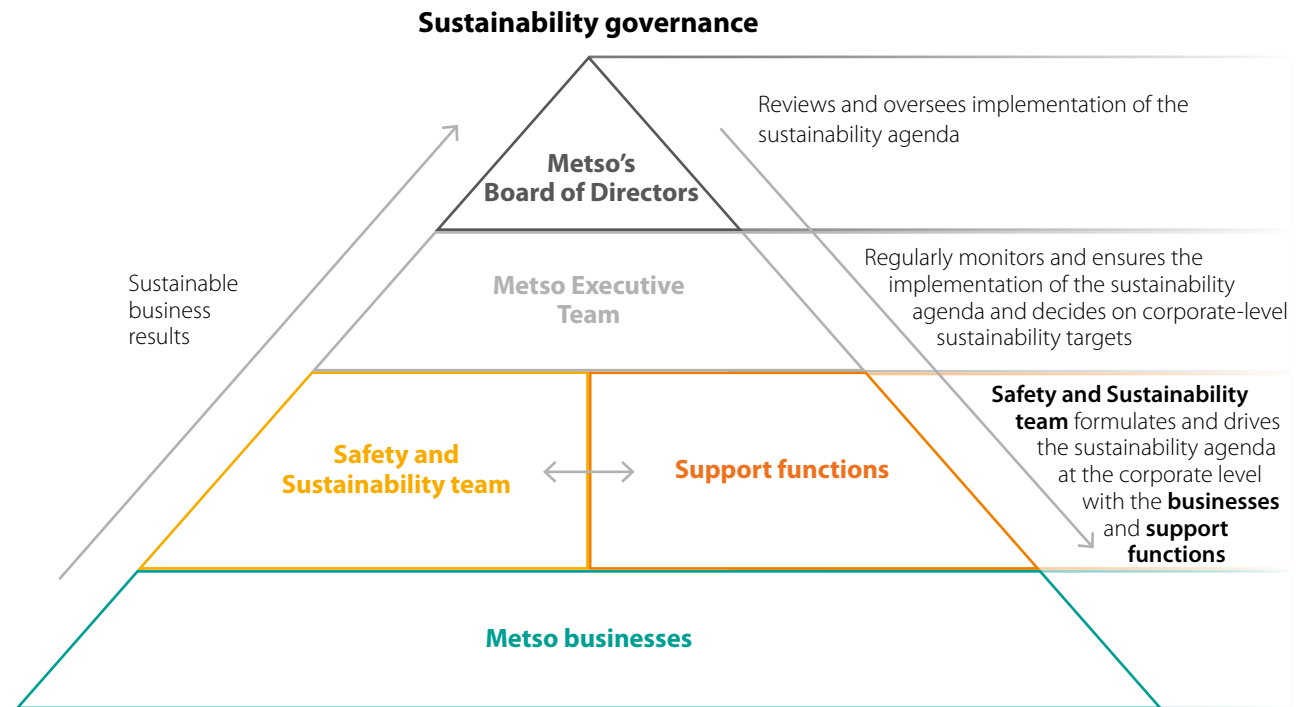 Sustainability governance
Reviews and oversees implementation of the
sustainability agenda
Metso’s
Board of Directors
Regularly monitors and ensures the
implementation of the sustainability
agenda and decides on corporate-level
sustainability targets
Metso Executive
Team
Sustainable
business
results
Safety and Sustainability
team formulates and drives
the sustainability agenda
at the corporate level
with the businesses
and support
functions
Safety and
Sustainability team
Support functions
Metso businesses